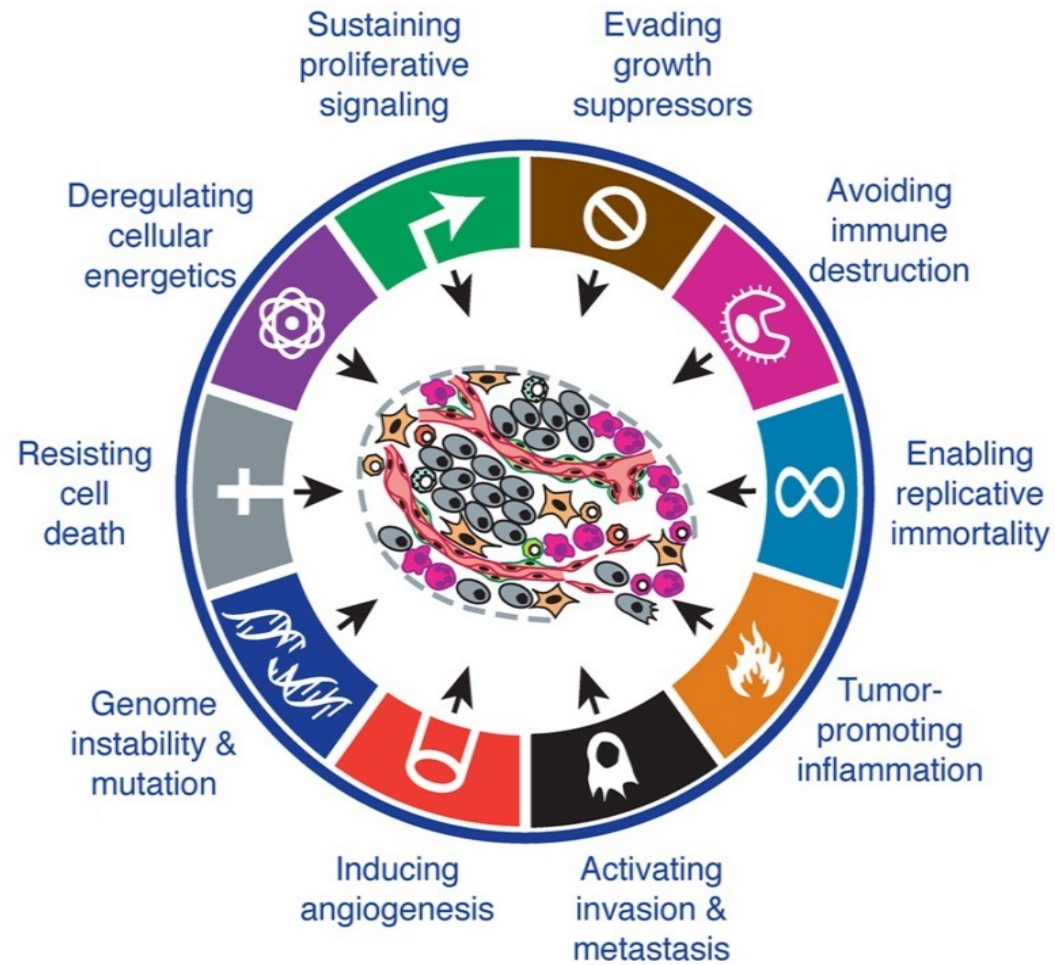 Sustaining
proliferative
signaling
Evading
growth
suppressors
Avoiding
immune
destruction
Enabling
replicative
immortality
Tumor-
promoting
inflammation
Activating
invasion &
metastasis
Inducing
angiogenesis
Genome
instability &
mutation
Resisting
cell
death
Deregulating
cellular
energetics